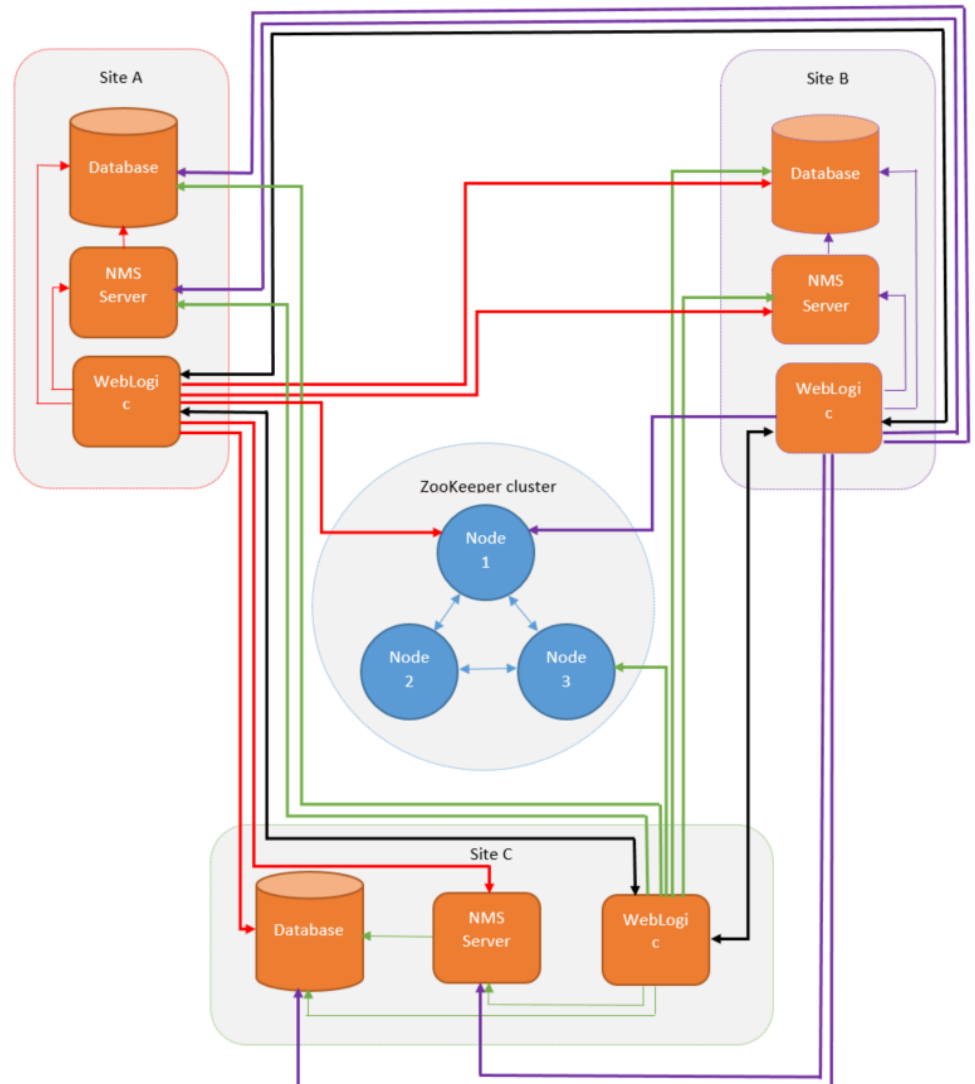 Site A
Database
NMS
Server
WebLogi
c
Site B
Database
NMS
Server
WebLogi
c
ZooKeeper cluster
Node
1
Node
2
Node
3
Site C
Database
NMS
Server
WebLogi
c